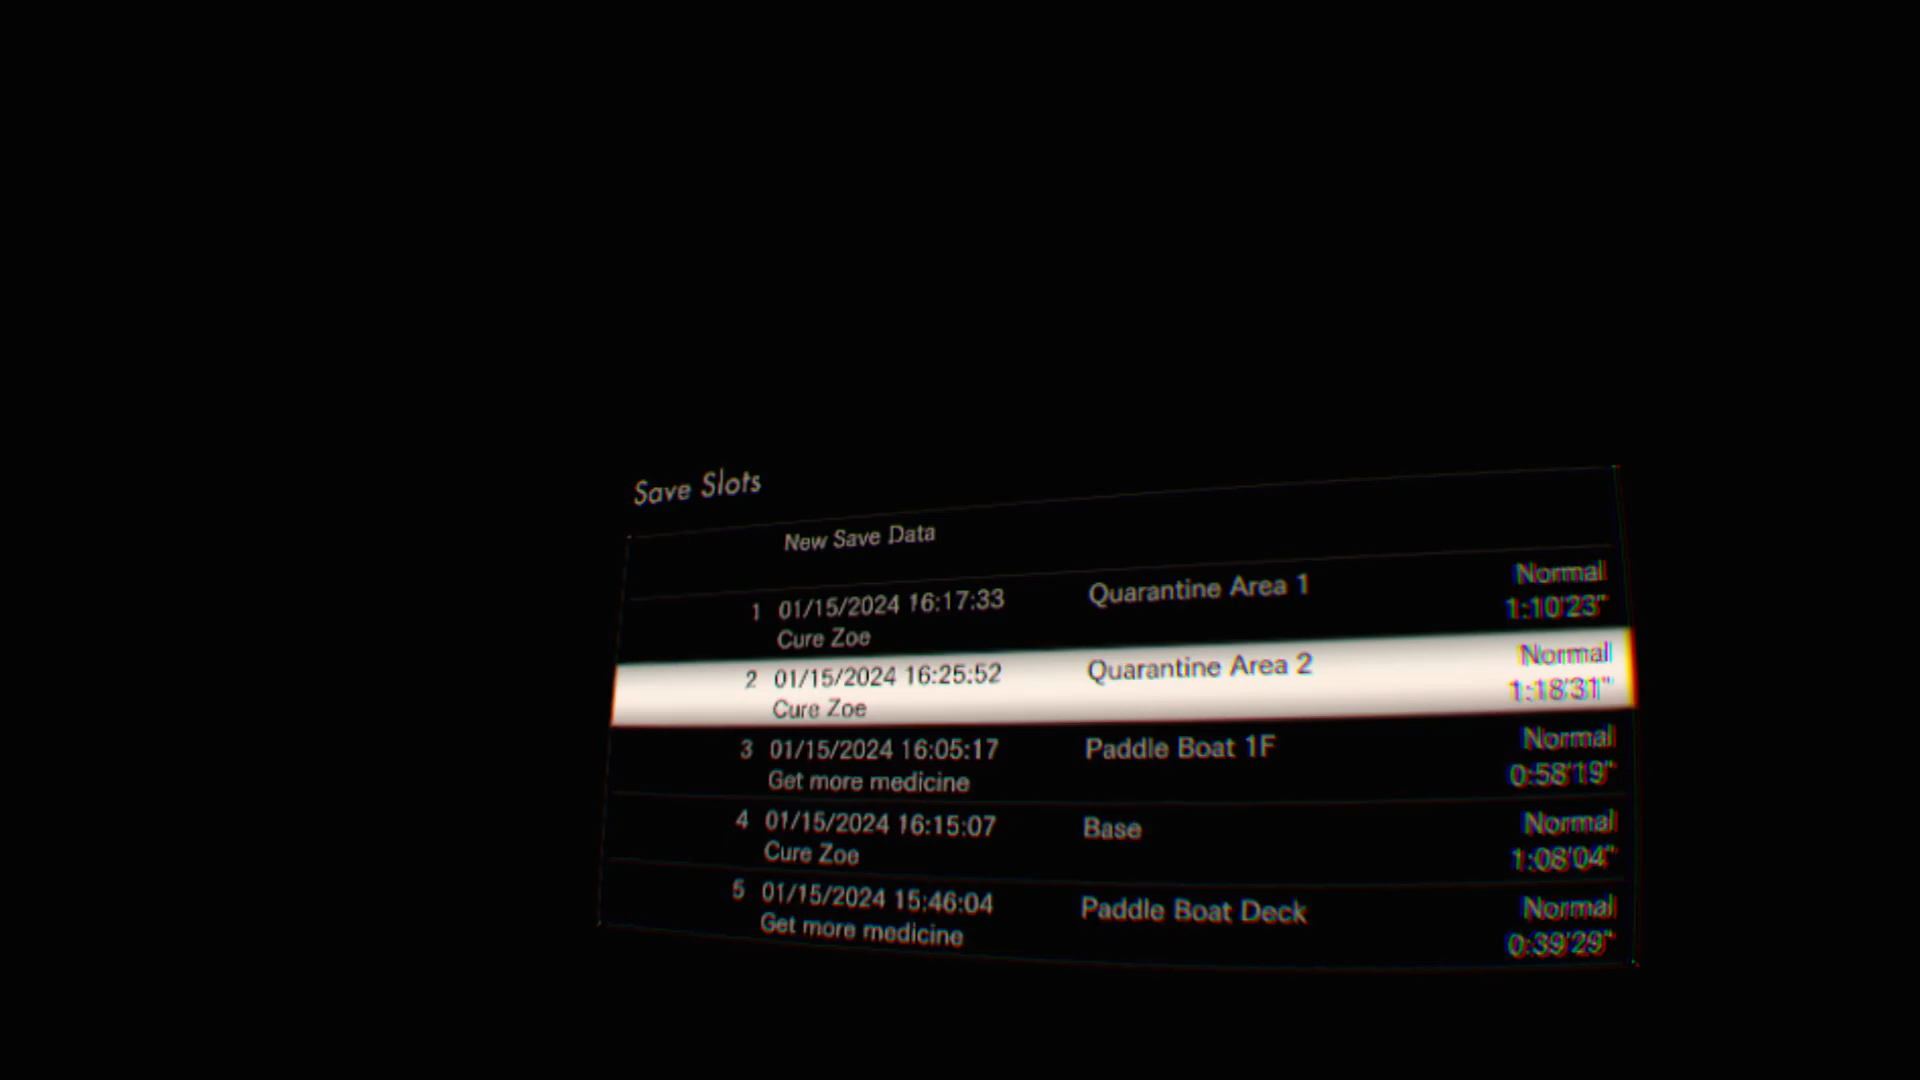 Save Slots
New Save Data
1 01/15/2024 16:17:33 Quarantine Area 1 Normal
Cure Zoe 1:10'23"
2 01/15/2024 16:25:52 Quarantine Area 2 Normal
Cure Zoe 1:18'31"
3 01/15/2024 16:05:17 Paddle Boat 1F Normal
Get more medicine 0:58'19"
4 01/15/2024 16:15:07 Base Normal
Cure Zoe 1:08'04"
5 01/15/2024 15:46:04 Paddle Boat Deck Normal
Get more medicine 0:39'29"